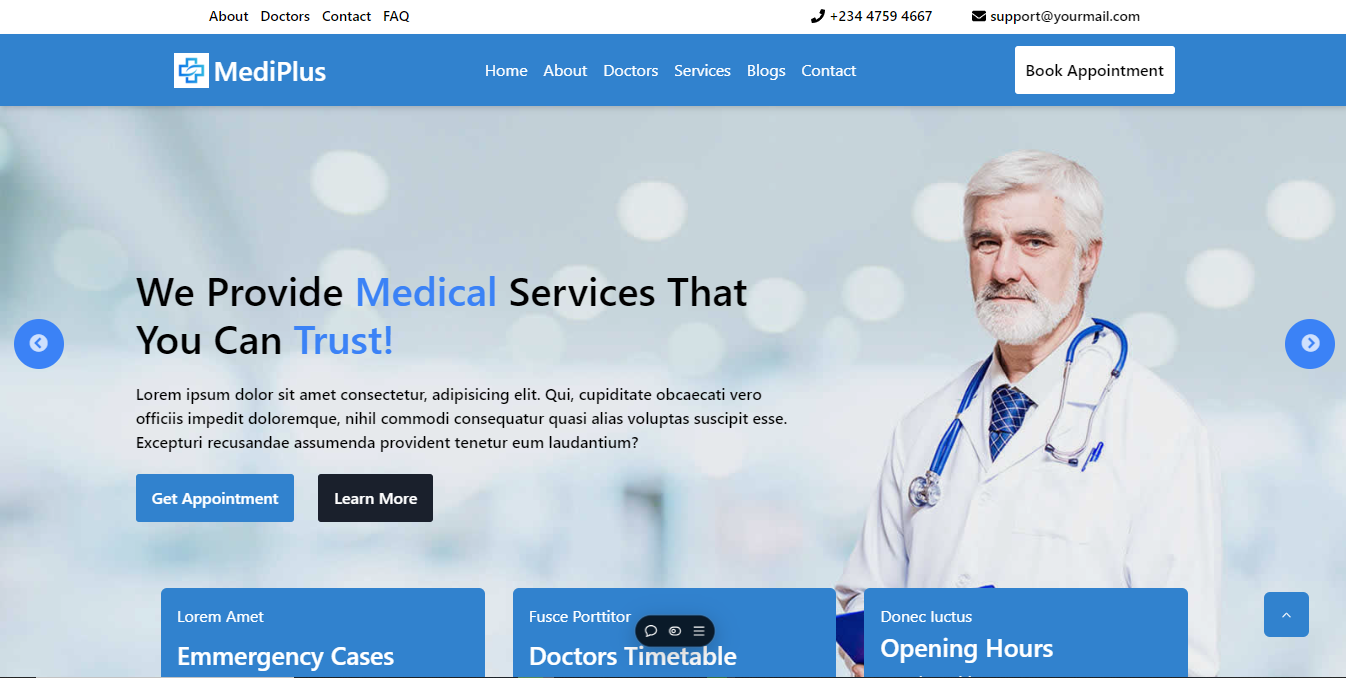 About Doctors Contact FAQ
+234 4759 4667
support@yourmail.com
MediPlus
Home About Doctors Services Blogs Contact
Book Appointment
We Provide Medical Services That
You Can Trust!
Lorem ipsum dolor sit amet consectetur, adipisicing elit. Qui, cupiditate obcaecati vero
officiis impedit doloremque, nihil commodi consequatur quasi alias voluptas suscipit esse.
Excepturi recusandae assumenda provident tenetur eum laudantium?
Get Appointment
Learn More
Lorem Amet
Emmergency Cases
Fusce Porttitor
Doctors Timetable
Donec luctus
Opening Hours